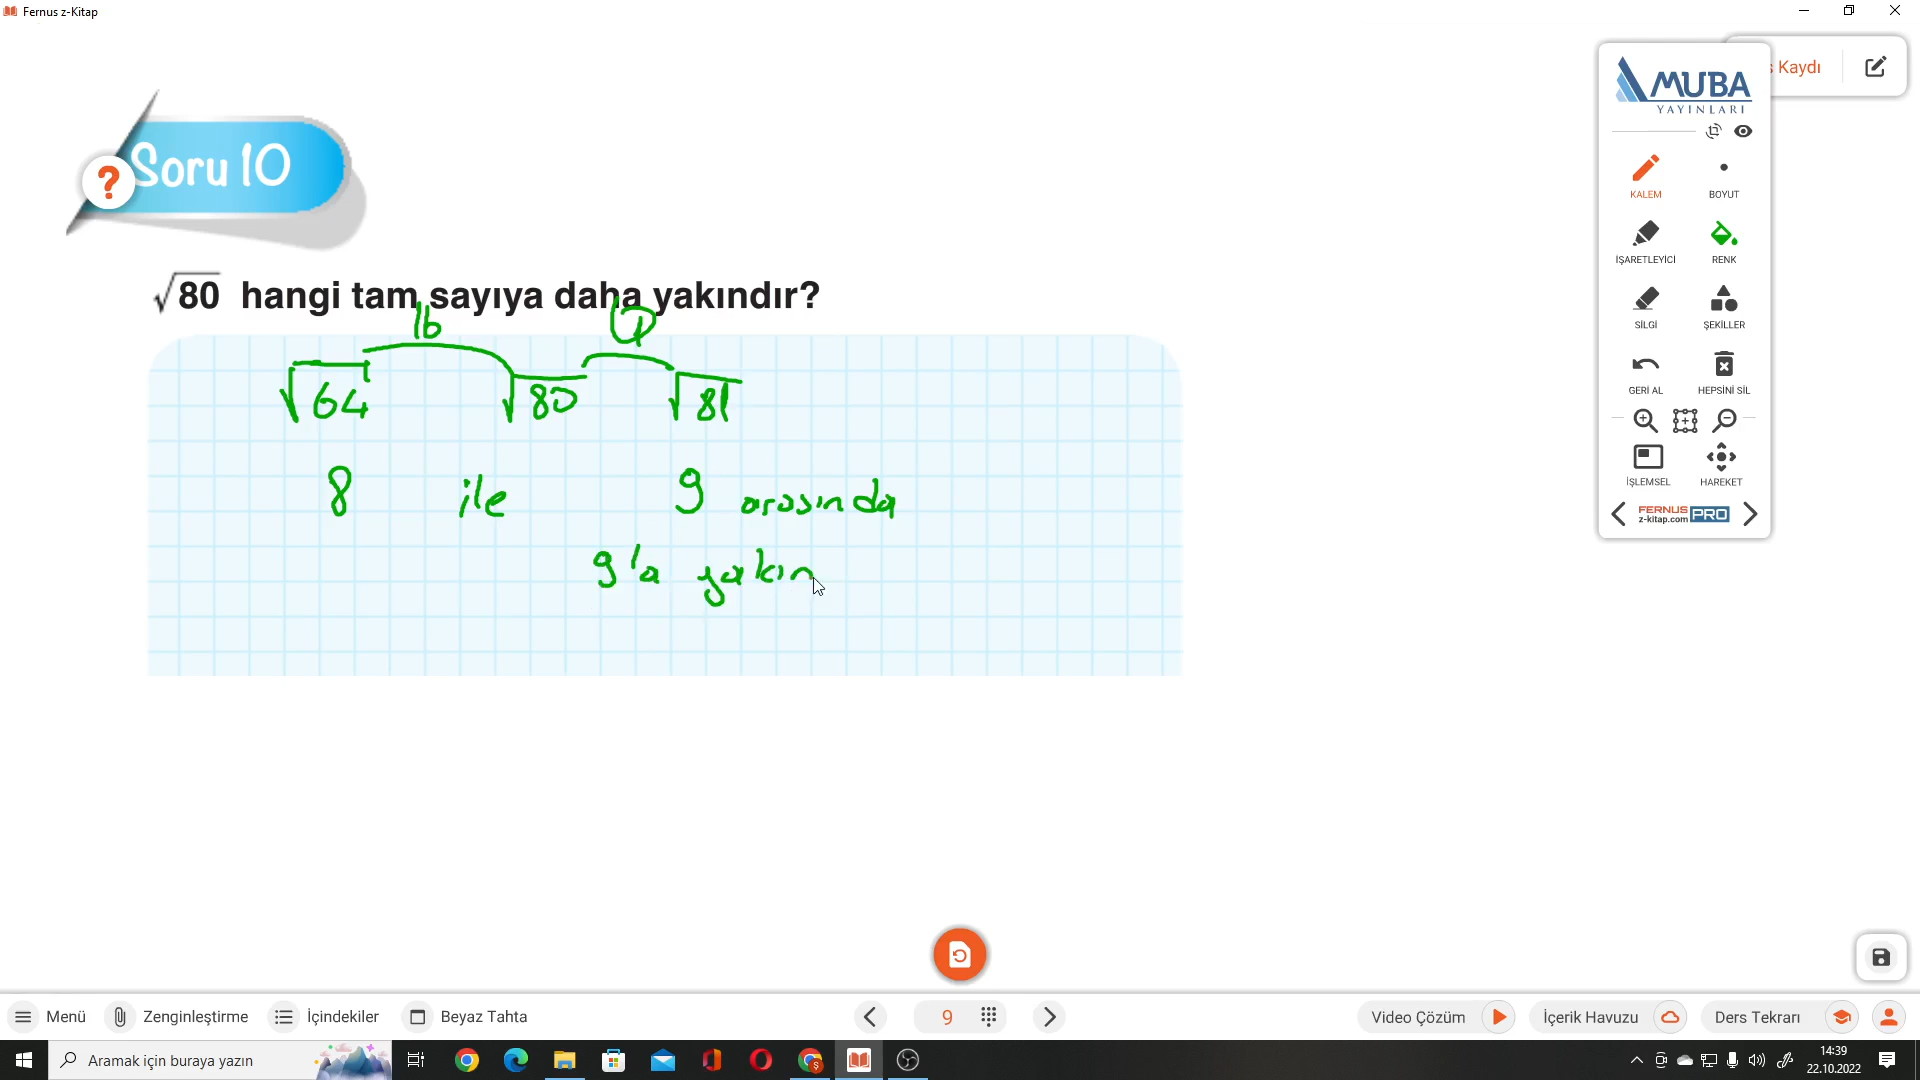 Fernus z-Kitap
MUBA
YAYINLARI
Kaydı
Soru 10
?
KALEM
BOYUT
İŞARETLEYİCİ
RENK
√80 hangi tam sayıya daha yakındır?
16
1
SİLGİ
ŞEKİLLER
√64 √80 √81
GERİ AL
HEPSİNİ SİL
8 ile 9 arasında
İŞLEMSEL
HAREKET
FERNUS
z-kitap.com
PRO
9'a yakın
Menü
Zenginleştirme
İçindekiler
Beyaz Tahta
9
Video Çözüm
İçerik Havuzu
Ders Tekrarı
Aramak için buraya yazın
14:39
22.10.2022